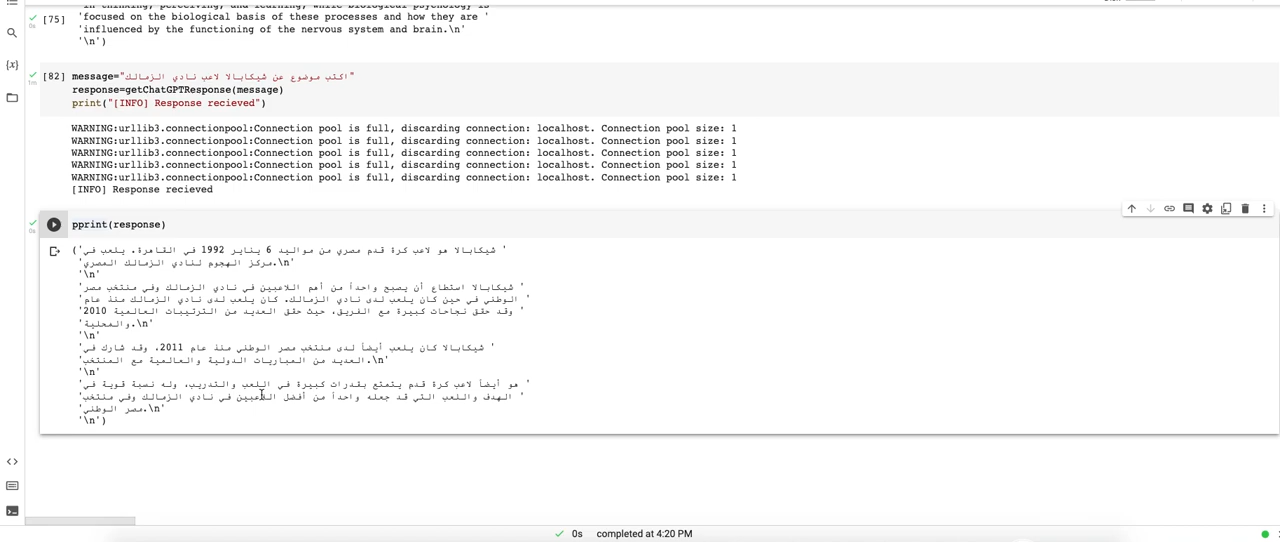 'in thinking, perceiving, and learning, while biological psychology is '
[75] 'focused on the biological basis of these processes and how they are '
0s
'influenced by the functioning of the nervous system and brain.\n'
'\n')
[82] message="اكتب موضوع عن شيكابالا لاعب نادي الزمالك"
1m
response=getChatGPTResponse(message)
print("[INFO] Response recieved")
WARNING:urllib3.connectionpool:Connection pool is full, discarding connection: localhost. Connection pool size: 1
WARNING:urllib3.connectionpool:Connection pool is full, discarding connection: localhost. Connection pool size: 1
WARNING:urllib3.connectionpool:Connection pool is full, discarding connection: localhost. Connection pool size: 1
WARNING:urllib3.connectionpool:Connection pool is full, discarding connection: localhost. Connection pool size: 1
WARNING:urllib3.connectionpool:Connection pool is full, discarding connection: localhost. Connection pool size: 1
[INFO] Response recieved
pprint(response)
0s
('شيكابالا هو لاعب كرة قدم مصري من مواليد 6 يناير 1992 في القاهرة. يلعب في '
'مركز الهجوم لنادي الزمالك المصري.\n'
'\n'
'شيكابالا استطاع أن يصبح واحداً من أهم اللاعبين في نادي الزمالك وفي منتخب مصر '
'الوطني في حين كان يلعب لدى نادي الزمالك. كان يلعب لدى نادي الزمالك منذ عام '
'2010 وقد حقق نجاحات كبيرة مع الفريق، حيث حقق العديد من الترتيبات العالمية '
'والمحلية.\n'
'\n'
'شيكابالا كان يلعب أيضاً لدى منتخب مصر الوطني منذ عام 2011، وقد شارك في '
'العديد من المباريات الدولية والعالمية مع المنتخب.\n'
'\n'
'هو أيضاً لاعب كرة قدم يتمتع بقدرات كبيرة في اللعب والتدريب، وله نسبة قوية في '
'الهدف واللعب التي قد جعله واحداً من أفضل اللاعبين في نادي الزمالك وفي منتخب '
'مصر الوطني.\n'
'\n')
0s completed at 4:20 PM